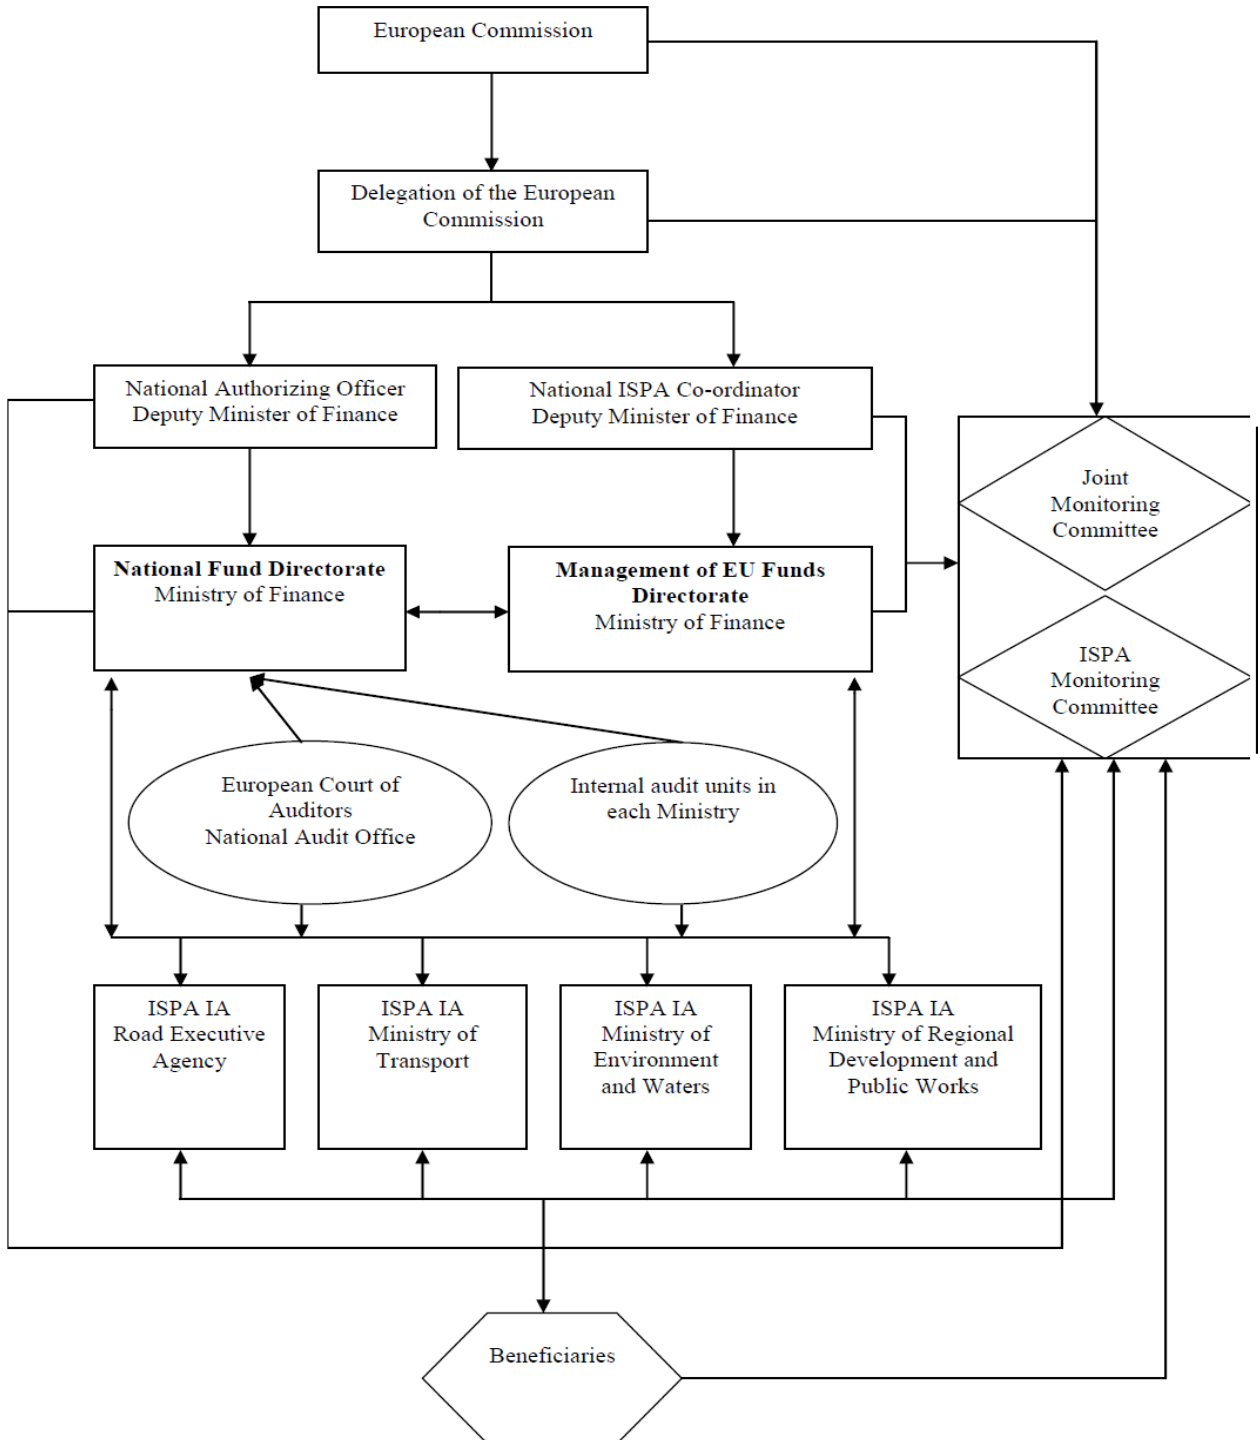 European Commission
Delegation of the European
Commission
National Authorizing Officer
Deputy Minister of Finance
National ISPA Co-ordinator
Deputy Minister of Finance
Joint
Monitoring
Committee
National Fund Directorate
Ministry of Finance
Management of EU Funds
Directorate
Ministry of Finance
ISPA
Monitoring
Committee
European Court of
Auditors
National Audit Office
Internal audit units in
each Ministry
ISPA IA
Road Executive
Agency
ISPA IA
Ministry of
Transport
ISPA IA
Ministry of
Environment
and Waters
ISPA IA
Ministry of Regional
Development and
Public Works
Beneficiaries